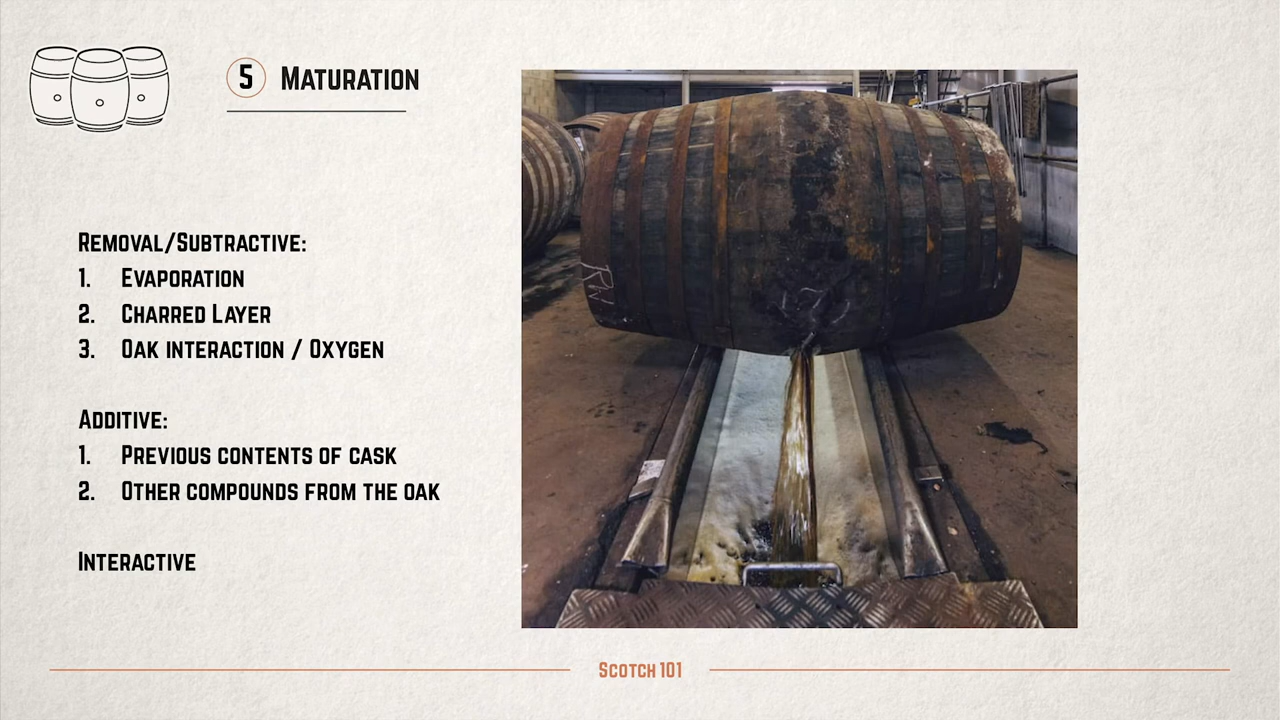 5 Maturation
Removal/Subtractive:
1. Evaporation
2. Charred Layer
3. Oak interaction / Oxygen
Additive:
1. Previous contents of cask
2. Other compounds from the oak
Interactive
Scotch 101